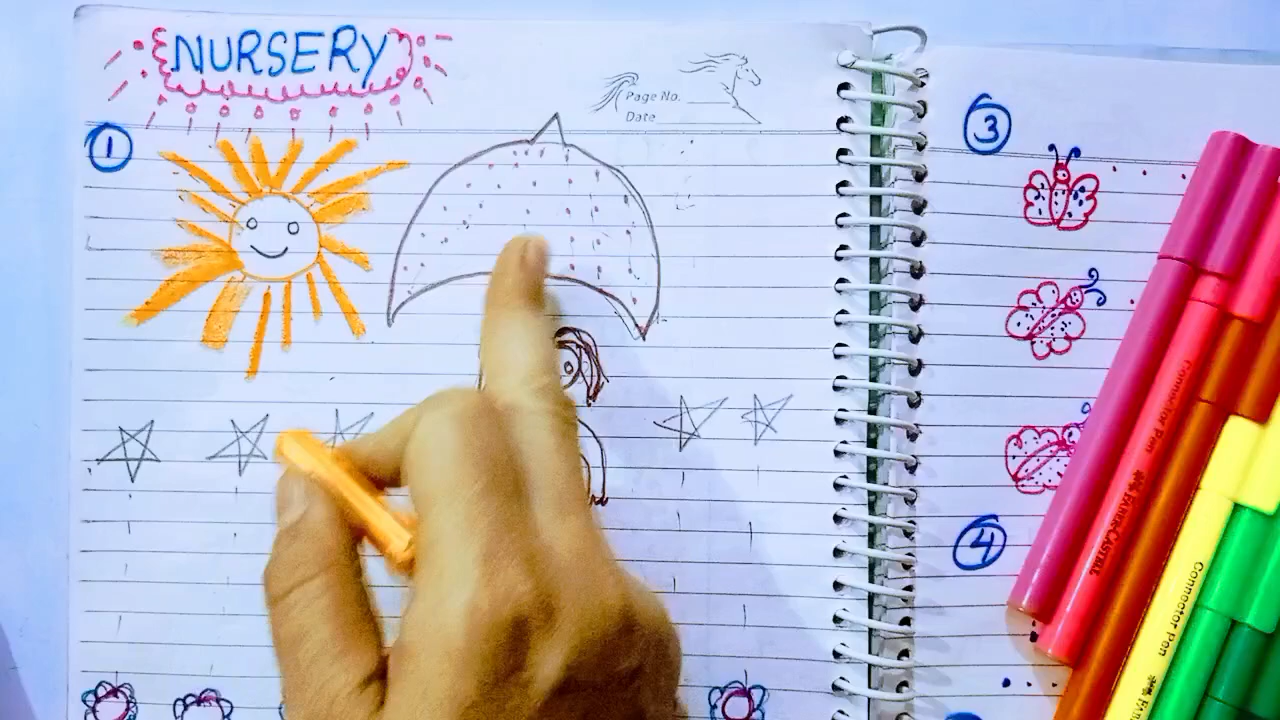 NURSERY
Page No.
Date
1
3
4
Connector Pen
FABER-CASTELL
Connector Pen